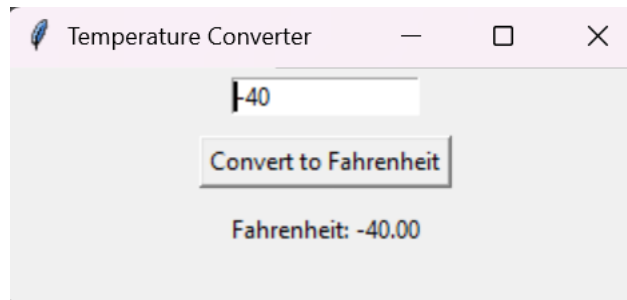 Temperature Converter
-40
Convert to Fahrenheit
Fahrenheit: -40.00